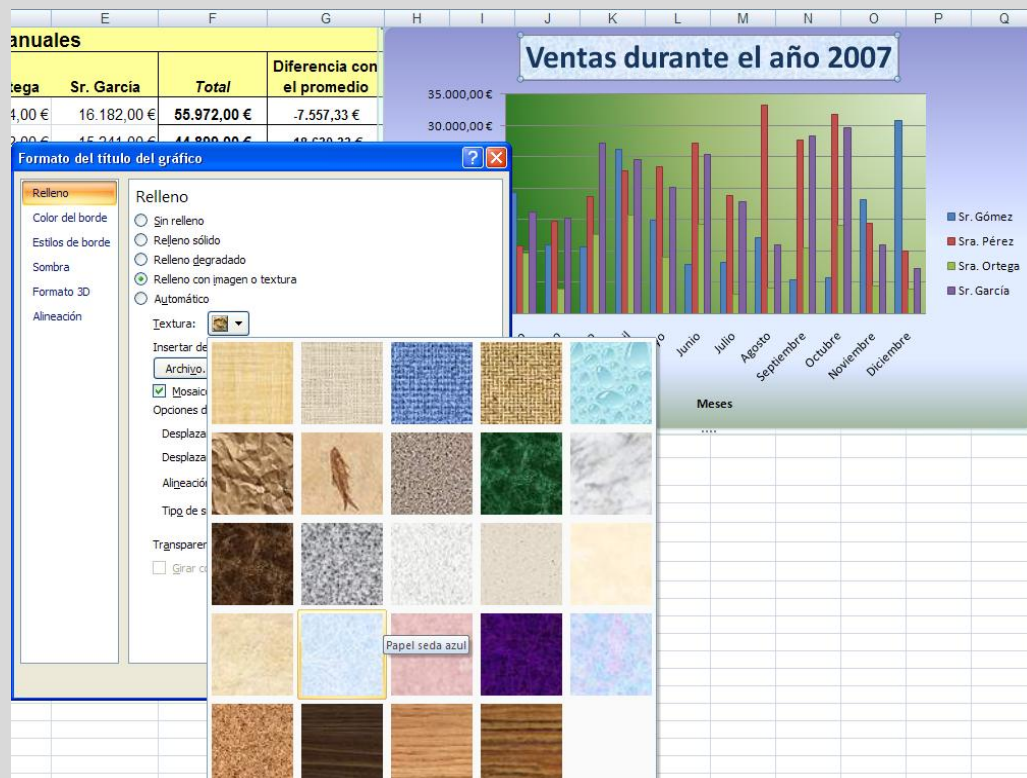 E F G H I J K L M N O P Q
anuales
tega Sr. García Total Diferencia con el promedio
4,00 € 16.182,00 € 55.972,00 € -7.557,33 €
Ventas durante el año 2007
35.000,00 €
30.000,00 €
Sr. Gómez
Sra. Pérez
Sra. Ortega
Sr. García
Junio Julio Agosto Septiembre Octubre Noviembre Diciembre
Meses
Formato del título del gráfico
Relleno
Color del borde
Estilos de borde
Sombra
Formato 3D
Alineación
Relleno
Sin relleno
Relleno sólido
Relleno degradado
Relleno con imagen o textura
Automático
Textura:
Insertar de
Archivo.
Mosaic
Opciones d
Desplaza
Desplaza
Alineació
Tipo de s
Transparen
Girar co
Papel seda azul